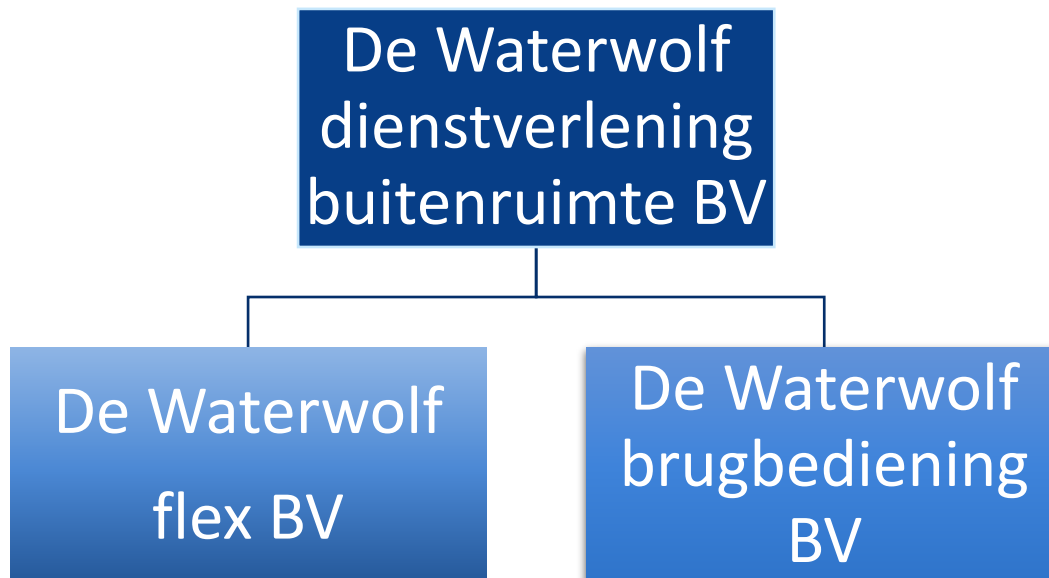 De Waterwolf
dienstverlening
buitenruimte BV
De Waterwolf
flex BV
De Waterwolf
brugbediening
BV